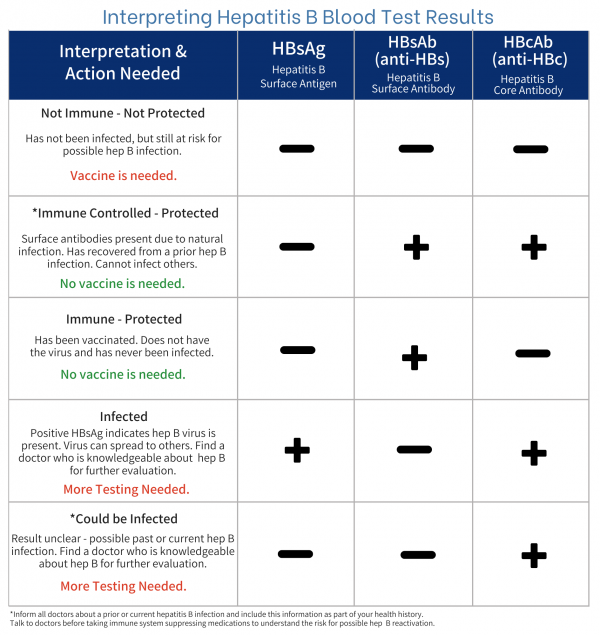 Interpreting Hepatitis B Blood Test Results
Interpretation &
Action Needed
HBsAg
Hepatitis B
Surface Antigen
HBsAb
(anti-HBs)
Hepatitis B
Surface Antibody
HBcAb
(anti-HBc)
Hepatitis B
Core Antibody
Not Immune - Not Protected
Has not been infected, but still at risk for
possible hep B infection.
Vaccine is needed.
— — —
*Immune Controlled - Protected
Surface antibodies present due to natural
infection. Has recovered from a prior hep B
infection. Cannot infect others.
No vaccine is needed.
— + +
Immune - Protected
Has been vaccinated. Does not have
the virus and has never been infected.
No vaccine is needed.
— + —
Infected
Positive HBsAg indicates hep B virus is
present. Virus can spread to others. Find a
doctor who is knowledgeable about hep B
for further evaluation.
More Testing Needed.
+ — +
*Could be Infected
Result unclear - possible past or current hep B
infection. Find a doctor who is knowledgeable
about hep B for further evaluation.
More Testing Needed.
— — +
*Inform all doctors about a prior or current hepatitis B infection and include this information as part of your health history.
Talk to doctors before taking immune system suppressing medications to understand the risk for possible hep B reactivation.